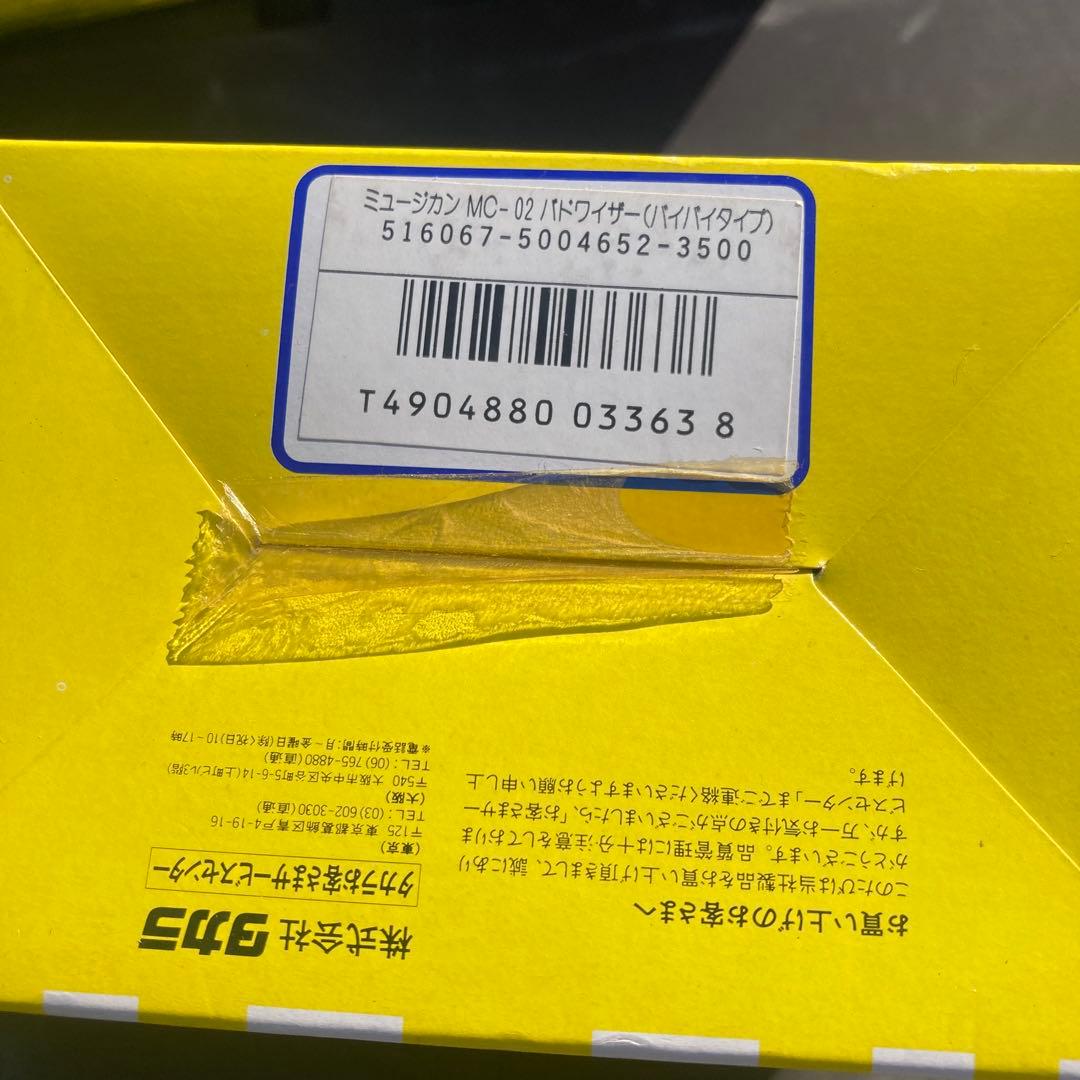 ミュージカン MC-02 バドワイザー(バイバイタイプ)
516067-5004652-3500
T4904880 033638
お買い上げのお客さまへ
このたびは当社製品をお買い上げ頂きまして、誠にあり
がとうございます。品質管理には十分注意をしております
が、万一お気付きの点がございましたら、「お客さまサー
ビスセンター」までご連絡くださいますようお願い申し上
げます。
株式会社タカラ
タカラお客さまサービスセンター
(東京)
〒125 東京都葛飾区青戸4-19-16
TEL:(03)602-3030(直通)
(大阪)
〒540 大阪市中央区谷町5-6-14(上町ビル3階)
TEL:(06)765-4880(直通)
※電話受付時間:月〜金曜日(除く祝日)10〜17時